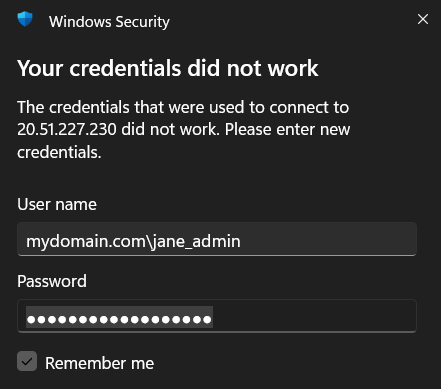 Windows Security
Your credentials did not work
The credentials that were used to connect to
20.51.227.230 did not work. Please enter new
credentials.
User name
mydomain.com\jane_admin
Password
●●●●●●●●●●●●●●●●●●
Remember me